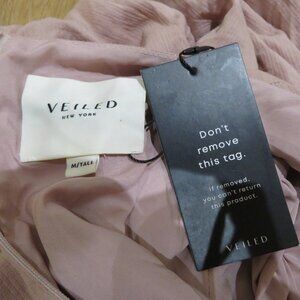 VEILED
NEW YORK
M/TALL
Don't
remove
this tag.
If removed,
you can't return
this product.
VEILED